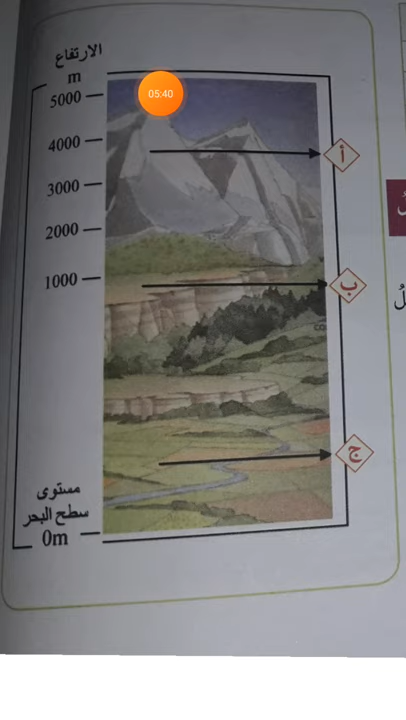 الارتفاع
m
5000
05:40
4000
أ
3000
2000
1000
ب
ج
مستوى
سطح البحر
0m